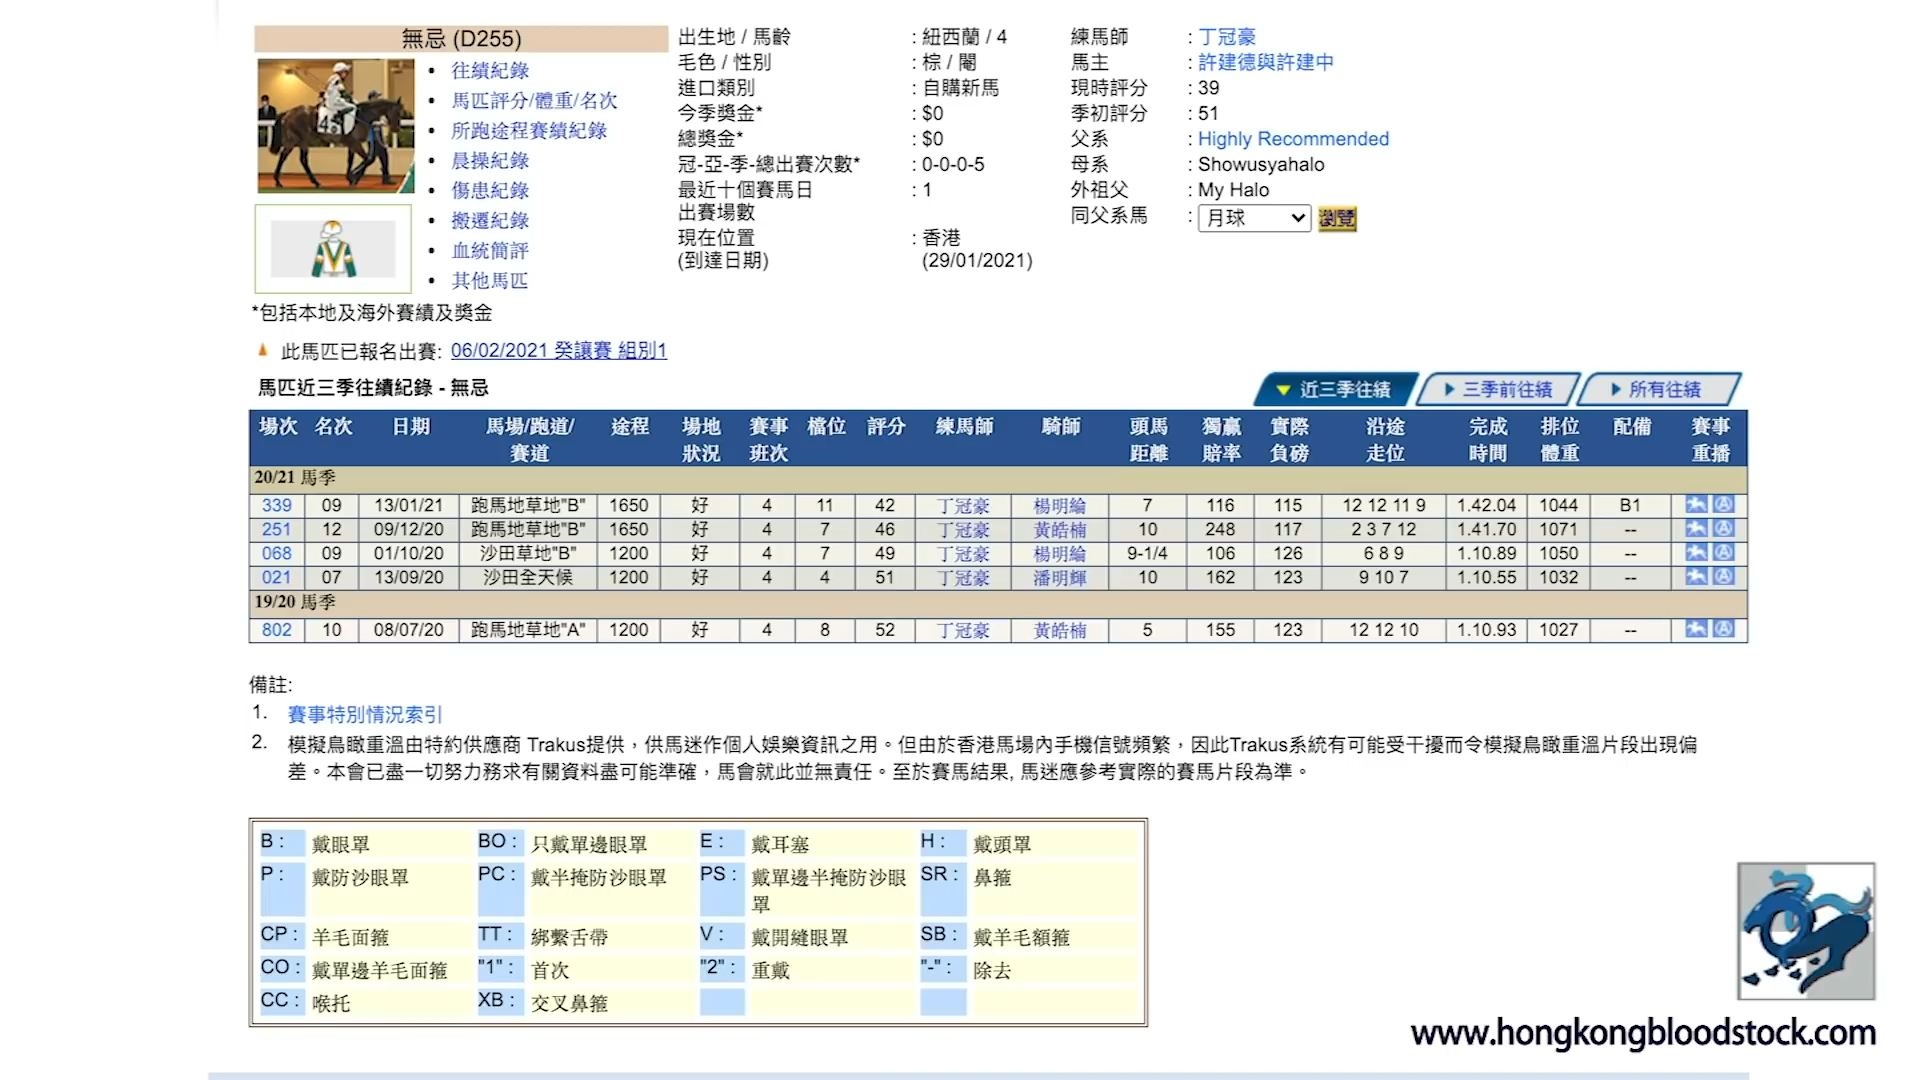 無忌 (D255)
• 往績紀錄
• 馬匹評分/體重/名次
• 所跑途程賽績紀錄
• 晨操紀錄
• 傷患紀錄
• 搬遷紀錄
• 血統簡評
• 其他馬匹
出生地 / 馬齡 : 紐西蘭 / 4
毛色 / 性別 : 棕 / 閹
進口類別 : 自購新馬
今季獎金* : $0
總獎金* : $0
冠-亞-季-總出賽次數* : 0-0-0-5
最近十個賽馬日 : 1
出賽場數
現在位置 : 香港
(到達日期) (29/01/2021)
練馬師 : 丁冠豪
馬主 : 許建德與許建中
現時評分 : 39
季初評分 : 51
父系 : Highly Recommended
母系 : Showusyahalo
外祖父 : My Halo
同父系馬 : 月球 瀏覽
*包括本地及海外賽績及獎金
此馬匹已報名出賽: 06/02/2021 癸讓賽 組別1
馬匹近三季往績紀錄 - 無忌
近三季往績 三季前往績 所有往績
場次 名次 日期 馬場/跑道/ 途程 場地 賽事 檔位 評分 練馬師 騎師 頭馬 獨贏 實際 沿途 完成 排位 配備 賽事
賽道 狀況 班次 距離 賠率 負磅 走位 時間 體重 重播
20/21 馬季
339 09 13/01/21 跑馬地草地"B" 1650 好 4 11 42 丁冠豪 楊明綸 7 116 115 12 12 11 9 1.42.04 1044 B1
251 12 09/12/20 跑馬地草地"B" 1650 好 4 7 46 丁冠豪 黃皓楠 10 248 117 2 3 7 12 1.41.70 1071 --
068 09 01/10/20 沙田草地"B" 1200 好 4 7 49 丁冠豪 楊明綸 9-1/4 106 126 6 8 9 1.10.89 1050 --
021 07 13/09/20 沙田全天候 1200 好 4 4 51 丁冠豪 潘明輝 10 162 123 9 10 7 1.10.55 1032 --
19/20 馬季
802 10 08/07/20 跑馬地草地"A" 1200 好 4 8 52 丁冠豪 黃皓楠 5 155 123 12 12 10 1.10.93 1027 --
備註:
1. 賽事特別情況索引
2. 模擬鳥瞰重溫由特約供應商 Trakus提供，供馬迷作個人娛樂資訊之用。但由於香港馬場內手機信號頻繁，因此Trakus系統有可能受干擾而令模擬鳥瞰重溫片段出現偏
差。本會已盡一切努力務求有關資料盡可能準確，馬會就此並無責任。至於賽馬結果, 馬迷應參考實際的賽馬片段為準。
B : 戴眼罩 BO : 只戴單邊眼罩 E : 戴耳塞 H : 戴頭罩
P : 戴防沙眼罩 PC : 戴半掩防沙眼罩 PS : 戴單邊半掩防沙眼 SR : 鼻箍
罩
CP : 羊毛面箍 TT : 綁繫舌帶 V : 戴開縫眼罩 SB : 戴羊毛額箍
CO : 戴單邊羊毛面箍 "1" : 首次 "2" : 重戴 "-" : 除去
CC : 喉托 XB : 交叉鼻箍
www.hongkongbloodstock.com